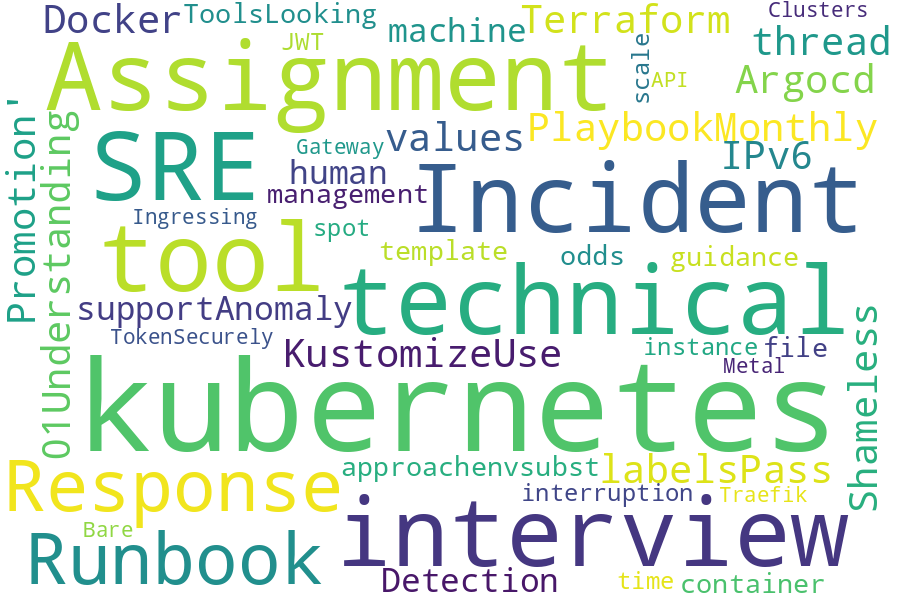 Docker
ToolsLooking
machine
Terraform
Clusters
JWT
Assignment
scale
API
thread
Argocd
Promotion'
01Understanding
SRE
Gateway
values
PlaybookMonthly
human
management
Incident
IPv6
Ingressing
spot
tool
template
odds
guidance
technical
supportAnomaly
TokenSecurely
KustomizeUse
instance
file
Metal
Shameless
kubernetes
Response
approachenvsubst
labelsPass
interruption
Traefik
Bare
Runbook
interview
Detection
time
container